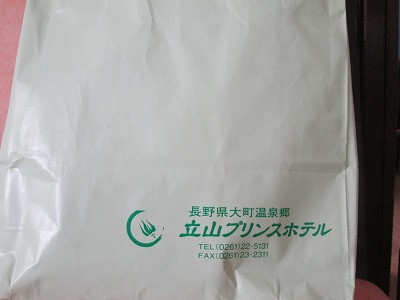 長野県大町温泉郷
立山プリンスホテル
TEL(0261)22-5131
FAX(0261)23-2311